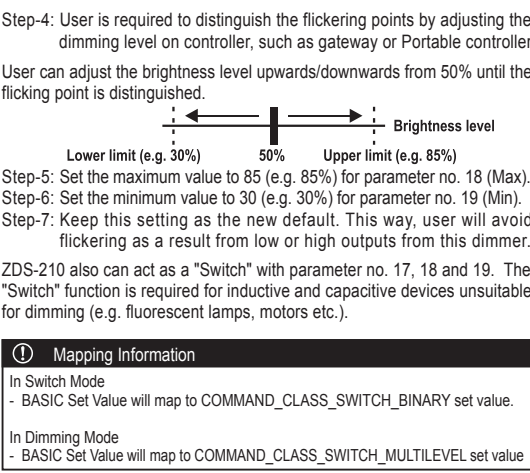 Step-4: User is required to distinguish the flickering points by adjusting the
dimming level on controller, such as gateway or Portable controller
User can adjust the brightness level upwards/downwards from 50% until the
flicking point is distinguished.
Brightness level
Lower limit (e.g. 30%) 50% Upper limit (e.g. 85%)
Step-5: Set the maximum value to 85 (e.g. 85%) for parameter no. 18 (Max).
Step-6: Set the minimum value to 30 (e.g. 30%) for parameter no. 19 (Min).
Step-7: Keep this setting as the new default. This way, user will avoid
flickering as a result from low or high outputs from this dimmer.
ZDS-210 also can act as a "Switch" with parameter no. 17, 18 and 19. The
"Switch" function is required for inductive and capacitive devices unsuitable
for dimming (e.g. fluorescent lamps, motors etc.).
! Mapping Information
In Switch Mode
- BASIC Set Value will map to COMMAND_CLASS_SWITCH_BINARY set value.
In Dimming Mode
- BASIC Set Value will map to COMMAND_CLASS_SWITCH_MULTILEVEL set value